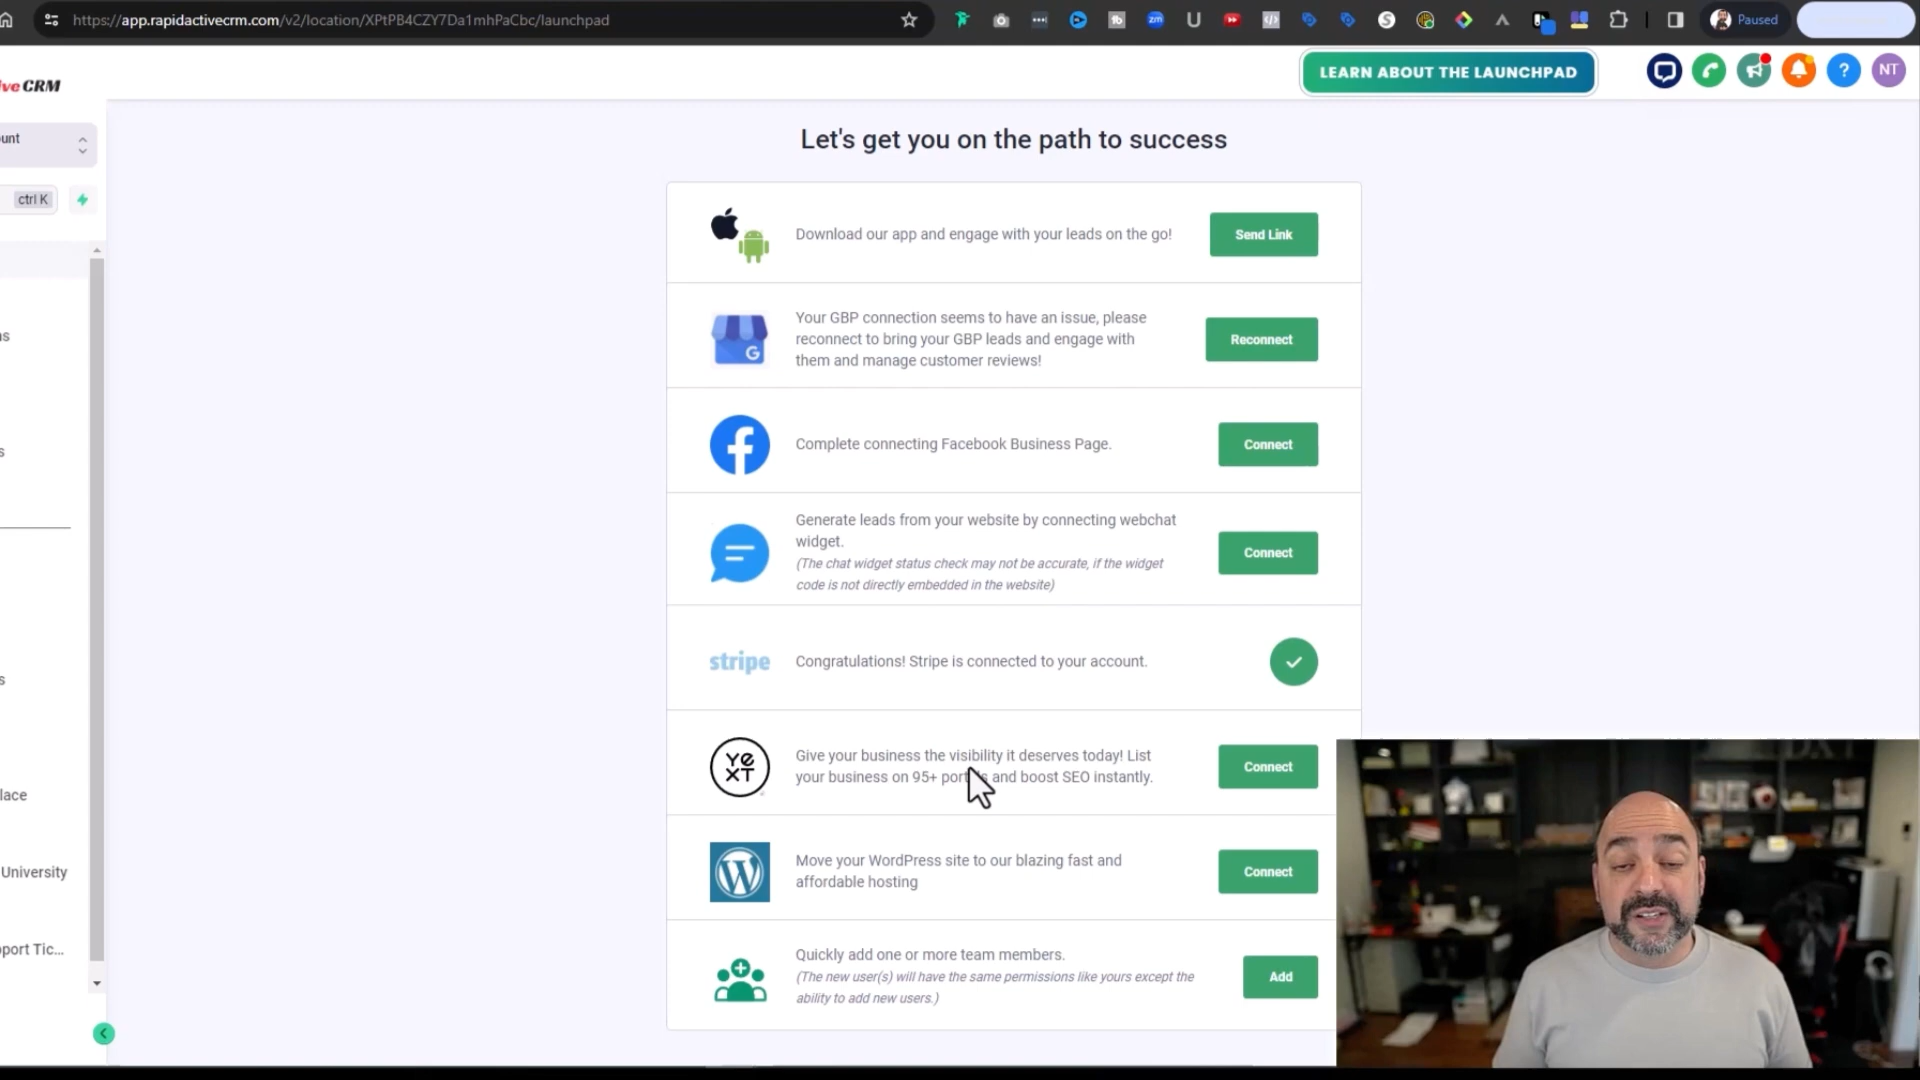 https://app.rapidactivecrm.com/v2/location/XPtPB4CZY7Da1mhPaCbc/launchpad
Paused
ve CRM
LEARN ABOUT THE LAUNCHPAD
NT
unt
ctrl K
Let's get you on the path to success
Download our app and engage with your leads on the go!
Send Link
Your GBP connection seems to have an issue, please
reconnect to bring your GBP leads and engage with
them and manage customer reviews!
Reconnect
Complete connecting Facebook Business Page.
Connect
Generate leads from your website by connecting webchat
widget.
(The chat widget status check may not be accurate, if the widget
code is not directly embedded in the website)
Connect
stripe
Congratulations! Stripe is connected to your account.
YEXT
Give your business the visibility it deserves today! List
your business on 95+ and boost SEO instantly.
Connect
Move your WordPress site to our blazing fast and
affordable hosting
Connect
Quickly add one or more team members.
(The new user(s) will have the same permissions like yours except the
ability to add new users.)
Add
ns
s
s
lace
University
pport Tic...